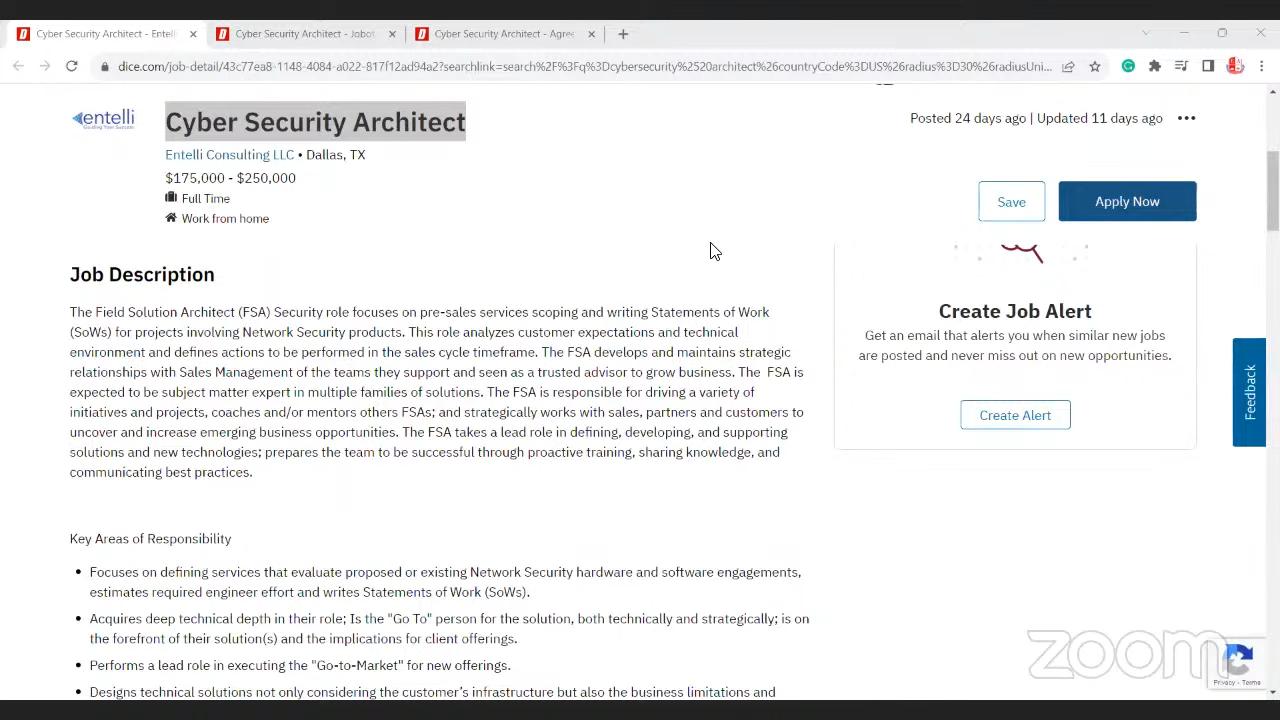 Cyber Security Architect - Entelli
Cyber Security Architect - Jobot
Cyber Security Architect - Agre
dice.com/job-detail/43c77ea8-1148-4084-a022-817f12ad94a2?searchlink=search%2F%3Fq%3Dcybersecurity%2520architect%26countryCode%3DUS%26radius%3D30%26radiusUni...
entelli
Guiding Your Success
Cyber Security Architect
Posted 24 days ago | Updated 11 days ago
Entelli Consulting LLC • Dallas, TX
$175,000 - $250,000
Full Time
Work from home
Save
Apply Now
Job Description
The Field Solution Architect (FSA) Security role focuses on pre-sales services scoping and writing Statements of Work
(SoWs) for projects involving Network Security products. This role analyzes customer expectations and technical
environment and defines actions to be performed in the sales cycle timeframe. The FSA develops and maintains strategic
relationships with Sales Management of the teams they support and seen as a trusted advisor to grow business. The FSA is
expected to be subject matter expert in multiple families of solutions. The FSA is responsible for driving a variety of
initiatives and projects, coaches and/or mentors others FSAs; and strategically works with sales, partners and customers to
uncover and increase emerging business opportunities. The FSA takes a lead role in defining, developing, and supporting
solutions and new technologies; prepares the team to be successful through proactive training, sharing knowledge, and
communicating best practices.
Create Job Alert
Get an email that alerts you when similar new jobs
are posted and never miss out on new opportunities.
Create Alert
Feedback
Key Areas of Responsibility
• Focuses on defining services that evaluate proposed or existing Network Security hardware and software engagements,
estimates required engineer effort and writes Statements of Work (SoWs).
• Acquires deep technical depth in their role; Is the "Go To" person for the solution, both technically and strategically; is on
the forefront of their solution(s) and the implications for client offerings.
• Performs a lead role in executing the "Go-to-Market" for new offerings.
• Designs technical solutions not only considering the customer's infrastructure but also the business limitations and
zoom
Privacy - Terms